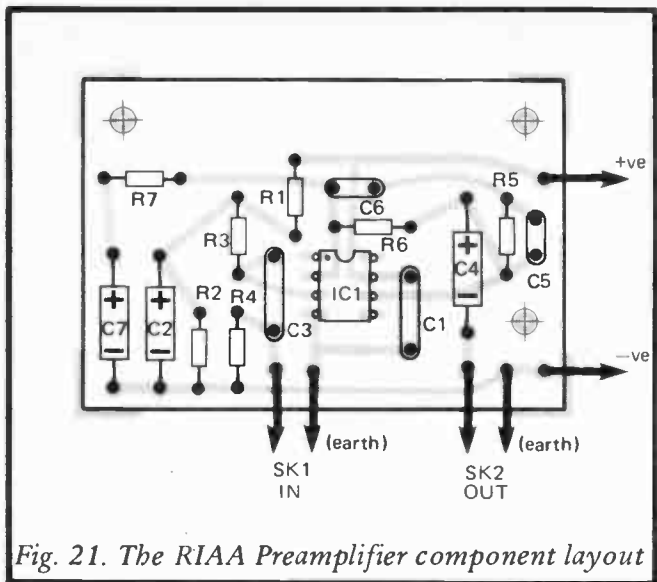 +ve
R7
R1
C6
R5
R3
R6
C4
+
−
C5
C7
+
−
C2
+
−
R2
R4
C3
IC1
C1
−ve
SK1
IN
(earth)
SK2
OUT
(earth)
Fig. 21. The RIAA Preamplifier component layout